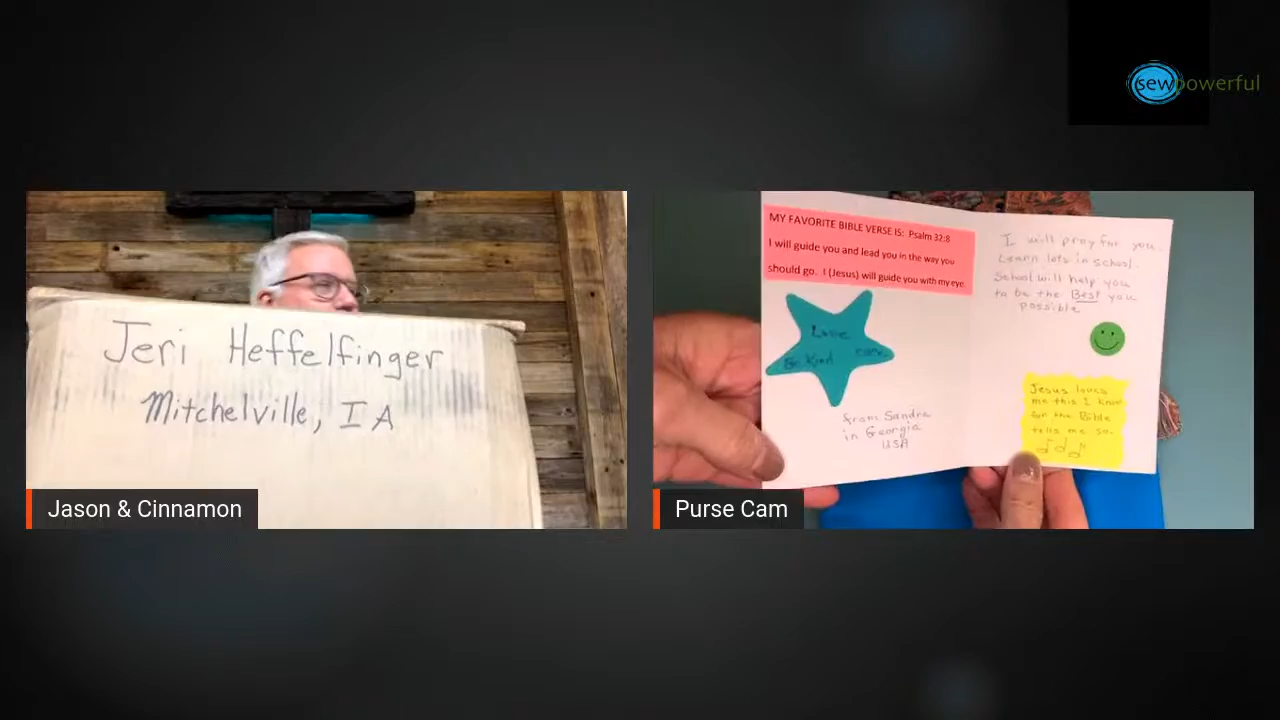 sewpowerful
Jeri Heffelfinger
Mitchelville, IA
Jason & Cinnamon
MY FAVORITE BIBLE VERSE IS: Psalm 32:8
I will guide you and lead you in the way you
should go. I (Jesus) will guide you with my eye.
Love
Be Kind
from Sandra
in Georgia
USA
I will pray for you.
Learn lots in school.
School will help you
to be the Best you
possible
Jesus loves
me this I know
for the Bible
tells me so.
Purse Cam